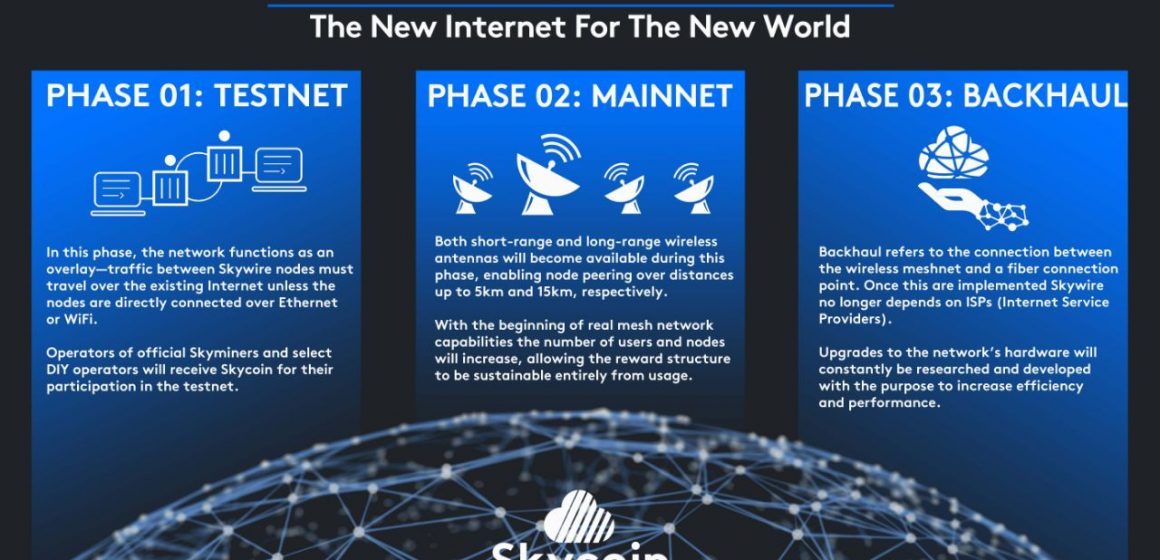 The New Internet For The New World
PHASE 01: TESTNET
In this phase, the network functions as an
overlay—traffic between Skywire nodes must
travel over the existing Internet unless the
nodes are directly connected over Ethernet
or WiFi.
Operators of official Skyminers and select
DIY operators will receive Skycoin for their
participation in the testnet.
PHASE 02: MAINNET
Both short-range and long-range wireless
antennas will become available during this
phase, enabling node peering over distances
up to 5km and 15km, respectively.
With the beginning of real mesh network
capabilities the number of users and nodes
will increase, allowing the reward structure
to be sustainable entirely from usage.
PHASE 03: BACKHAUL
Backhaul refers to the connection between
the wireless meshnet and a fiber connection
point. Once this are implemented Skywire
no longer depends on ISPs (Internet Service
Providers).
Upgrades to the network's hardware will
constantly be researched and developed
with the purpose to increase efficiency
and performance.
Skycoin